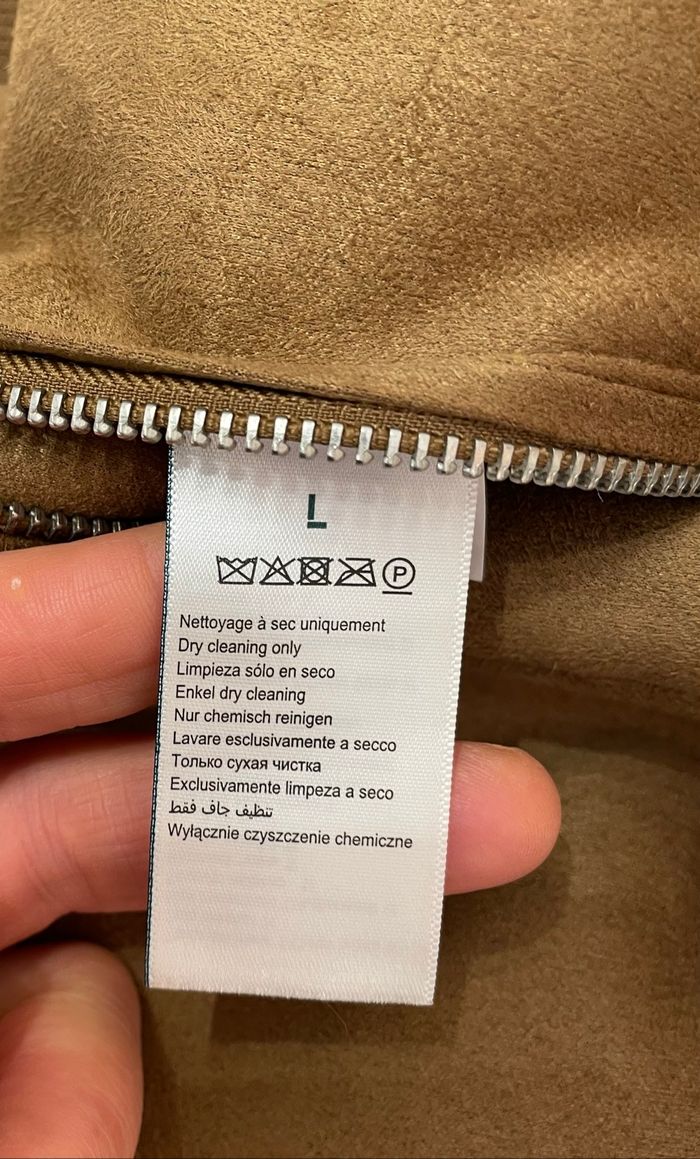 L
P
Nettoyage à sec uniquement
Dry cleaning only
Limpieza sólo en seco
Enkel dry cleaning
Nur chemisch reinigen
Lavare esclusivamente a secco
Только сухая чистка
Exclusivamente limpeza a seco
تنظيف جاف فقط
Wyłącznie czyszczenie chemiczne